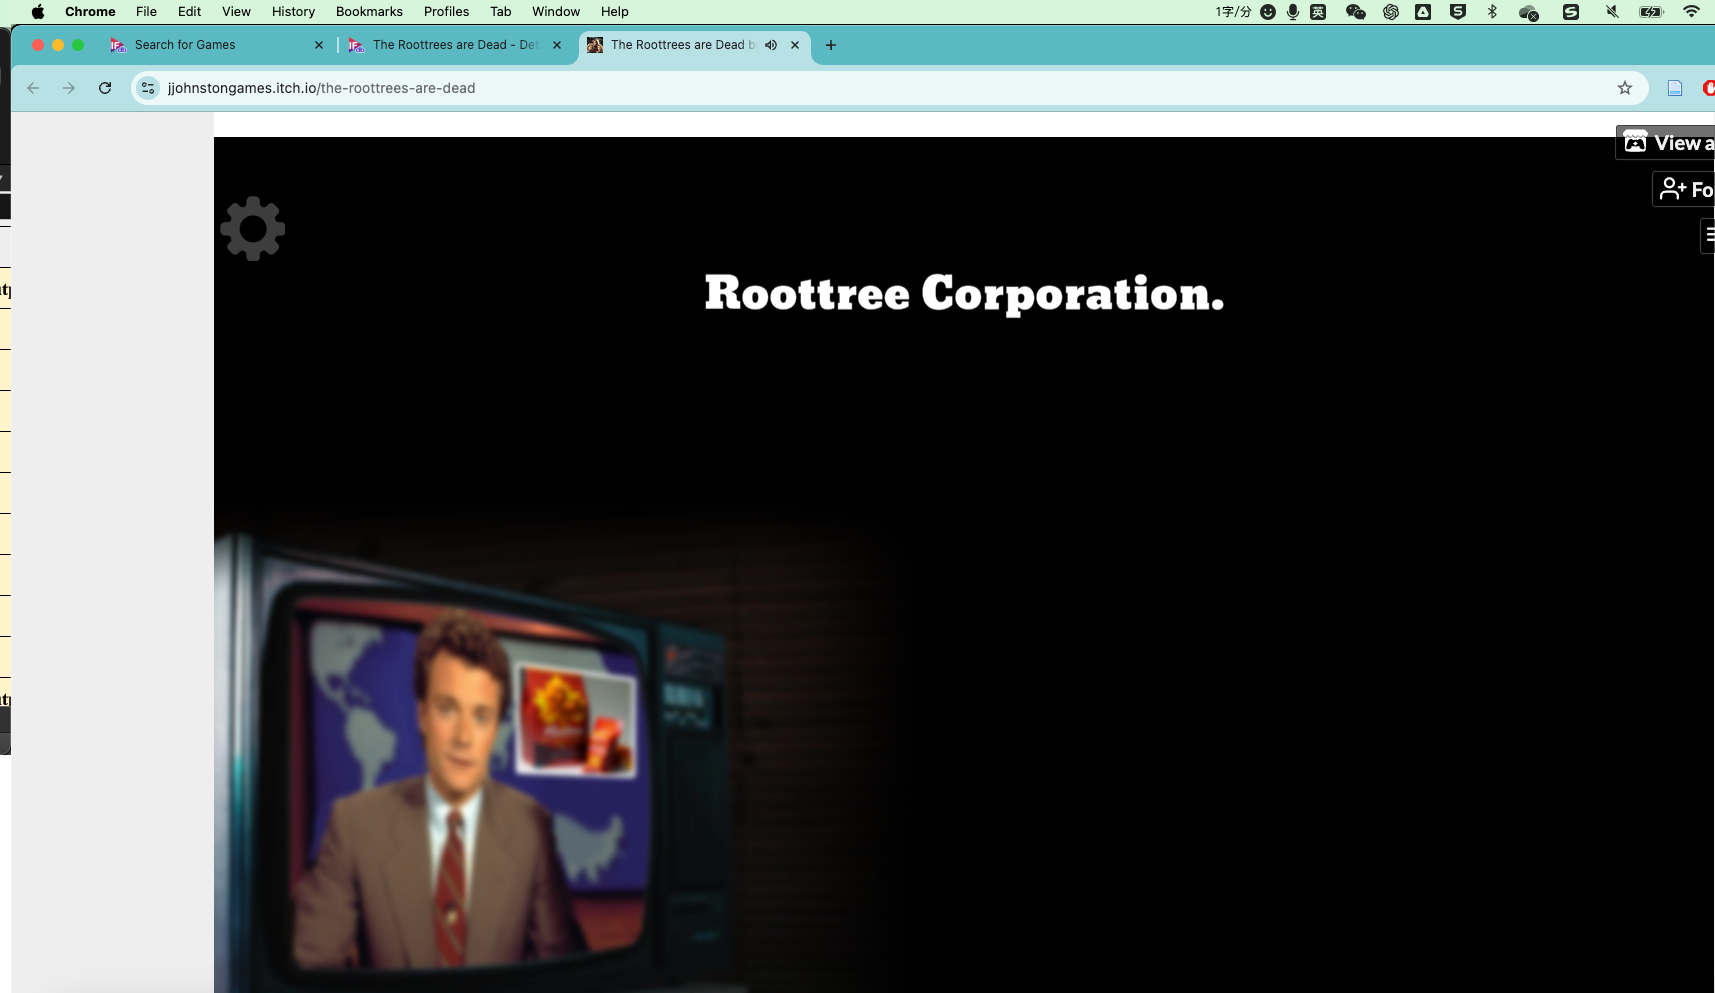 Chrome File Edit View History Bookmarks Profiles Tab Window Help 1字/分 英
Search for Games
The Roottrees are Dead - Det
The Roottrees are Dead b
jjohnstongames.itch.io/the-roottrees-are-dead
View a
Fo
Roottree Corporation.